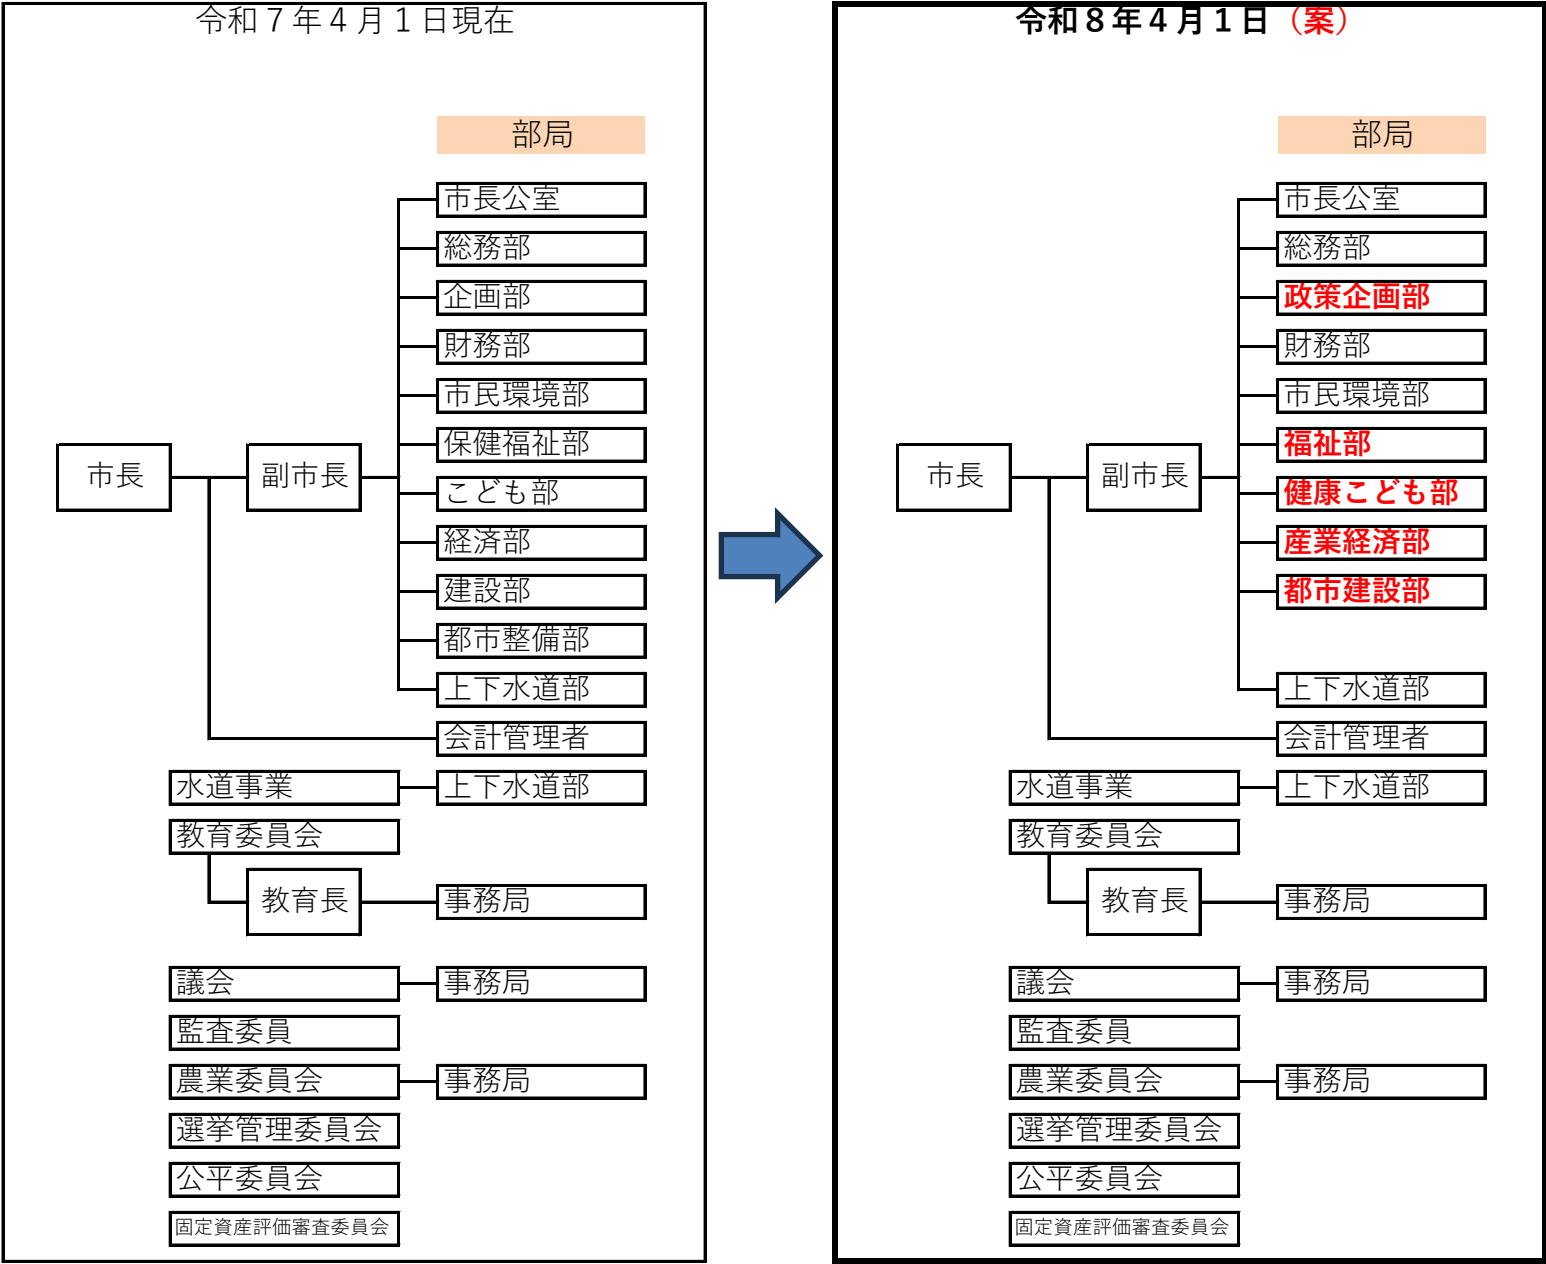 令和７年４月１日現在
部局
市長公室
総務部
企画部
財務部
市民環境部
保健福祉部
市長
副市長
こども部
経済部
建設部
都市整備部
上下水道部
会計管理者
水道事業
上下水道部
教育委員会
教育長
事務局
議会
事務局
監査委員
農業委員会
事務局
選挙管理委員会
公平委員会
固定資産評価審査委員会
令和８年４月１日（案）
部局
市長公室
総務部
政策企画部
財務部
市民環境部
福祉部
市長
副市長
健康こども部
産業経済部
都市建設部
上下水道部
会計管理者
水道事業
上下水道部
教育委員会
教育長
事務局
議会
事務局
監査委員
農業委員会
事務局
選挙管理委員会
公平委員会
固定資産評価審査委員会